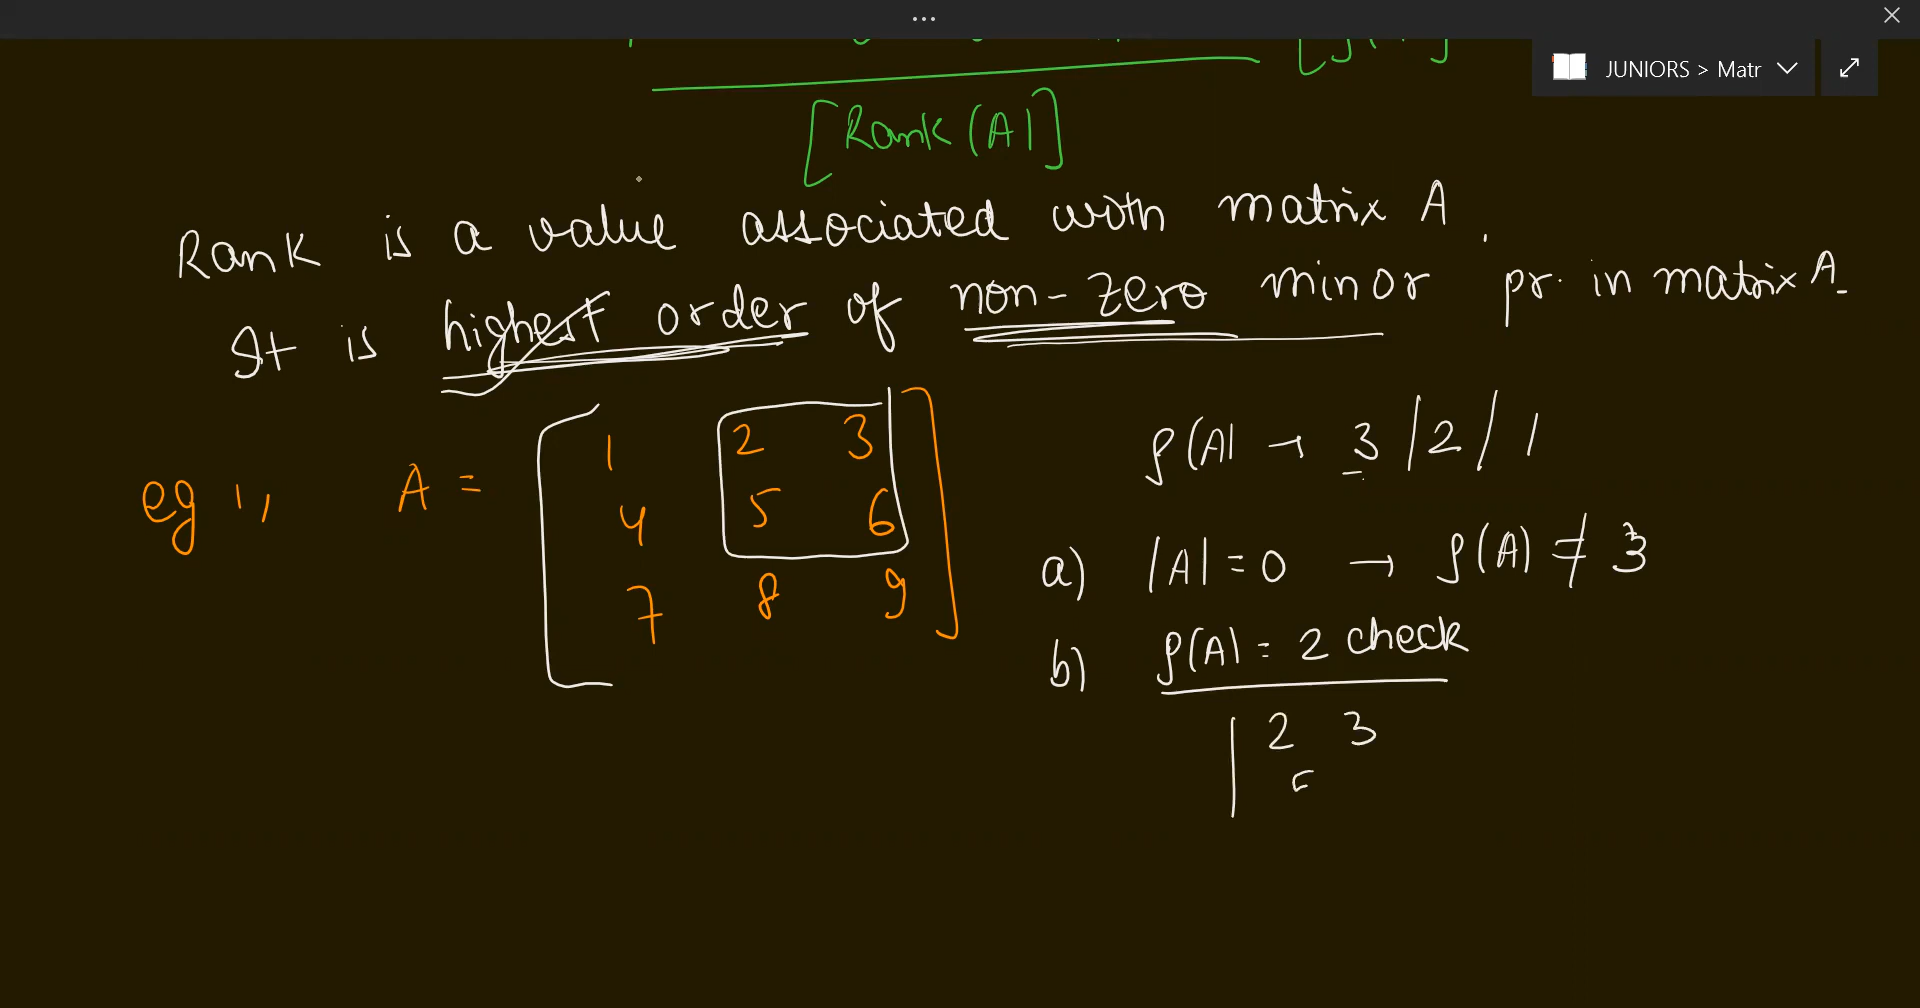 JUNIORS > Matr
[Rank (A)]
Rank is a value associated with matrix A.
It is highest order of non-zero minor pr. in matrix A.
eg 1, A = [ 1 2 3
4 5 6
7 8 9 ]
ρ(A) → 3 / 2 / 1
a) |A| = 0 → ρ(A) ≠ 3
b) ρ(A) = 2 check
| 2 3